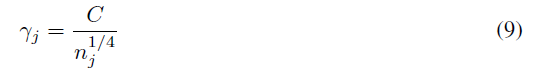 γ_j = C / n_j^{1/4} (9)